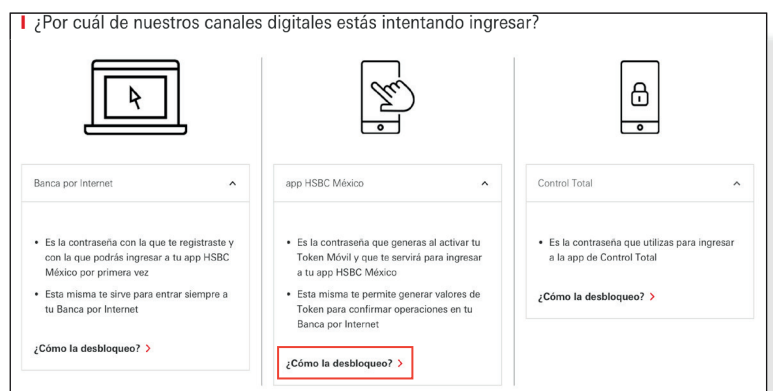 ¿Por cuál de nuestros canales digitales estás intentando ingresar?
Banca por Internet
• Es la contraseña con la que te registraste y
con la que podrás ingresar a tu app HSBC
México por primera vez
• Esta misma te sirve para entrar siempre a
tu Banca por Internet
¿Cómo la desbloqueo?
app HSBC México
• Es la contraseña que generas al activar tu
Token Móvil y que te servirá para ingresar
a tu app HSBC México
• Esta misma te permite generar valores de
Token para confirmar operaciones en tu
Banca por Internet
¿Cómo la desbloqueo?
Control Total
• Es la contraseña que utilizas para ingresar
a la app de Control Total
¿Cómo la desbloqueo?